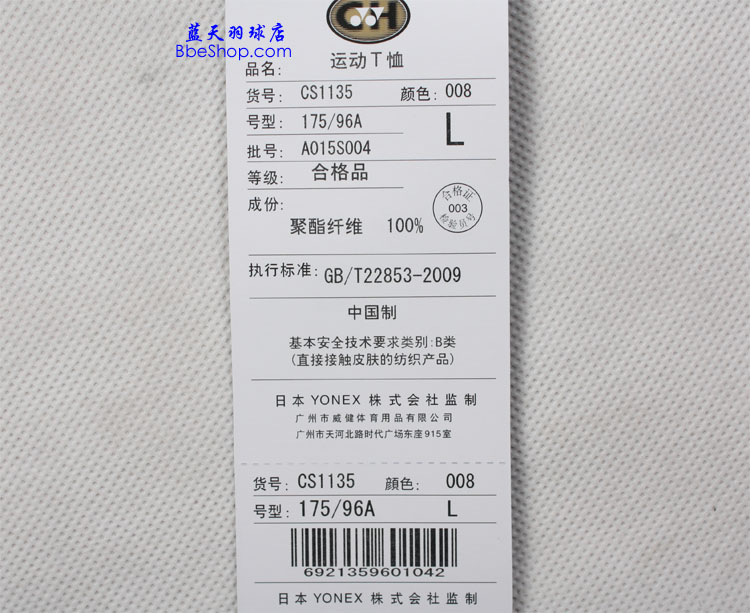 蓝天羽球店
BbeShop.com
GH
品名: 运动T恤
货号: CS1135 颜色: 008
号型: 175/96A L
批号: A015S004
等级: 合格品
成份:
聚酯纤维 100%
合格证
003
检验员号
执行标准: GB/T22853-2009
中国制
基本安全技术要求类别:B类
(直接接触皮肤的纺织产品)
日本 YONEX 株式会社监制
广州市威健体育用品有限公司
广州市天河北路时代广场东座915室
货号: CS1135 顔色: 008
号型: 175/96A L
6921359601042
日本 YONEX 株式会社监制